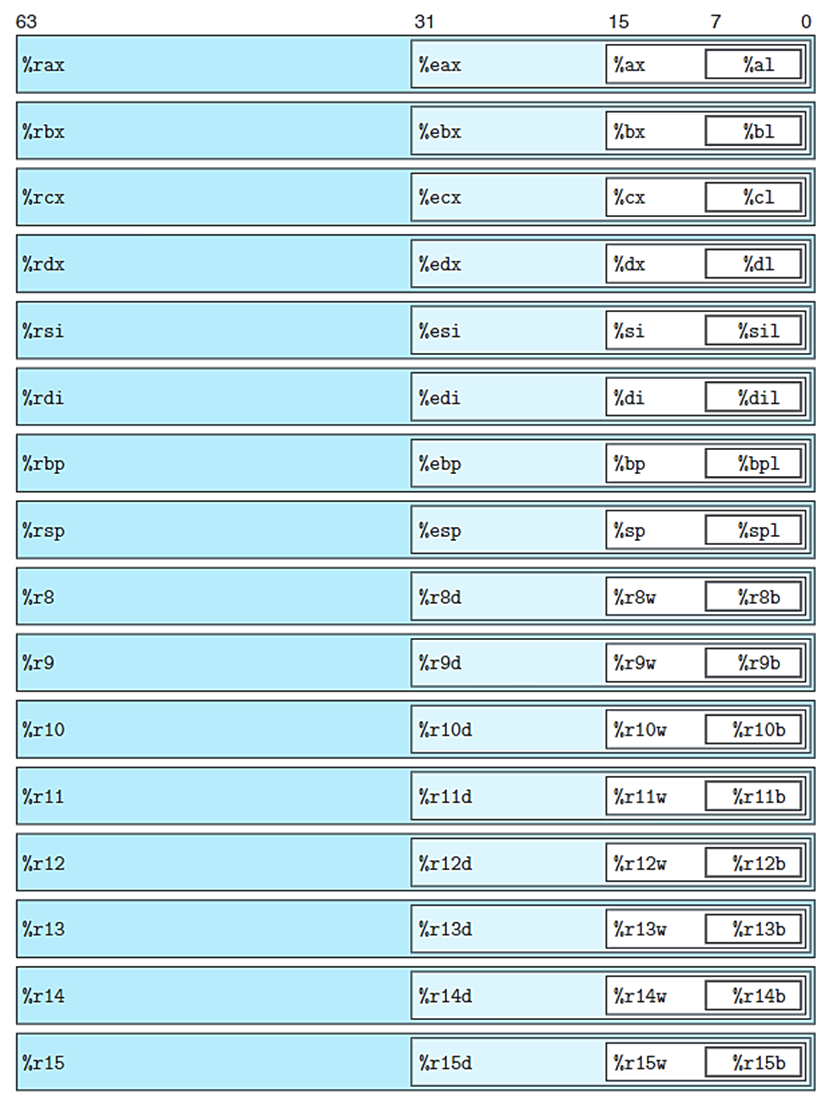 63 31 15 7 0
%rax %eax %ax %al
%rbx %ebx %bx %bl
%rcx %ecx %cx %cl
%rdx %edx %dx %dl
%rsi %esi %si %sil
%rdi %edi %di %dil
%rbp %ebp %bp %bpl
%rsp %esp %sp %spl
%r8 %r8d %r8w %r8b
%r9 %r9d %r9w %r9b
%r10 %r10d %r10w %r10b
%r11 %r11d %r11w %r11b
%r12 %r12d %r12w %r12b
%r13 %r13d %r13w %r13b
%r14 %r14d %r14w %r14b
%r15 %r15d %r15w %r15b